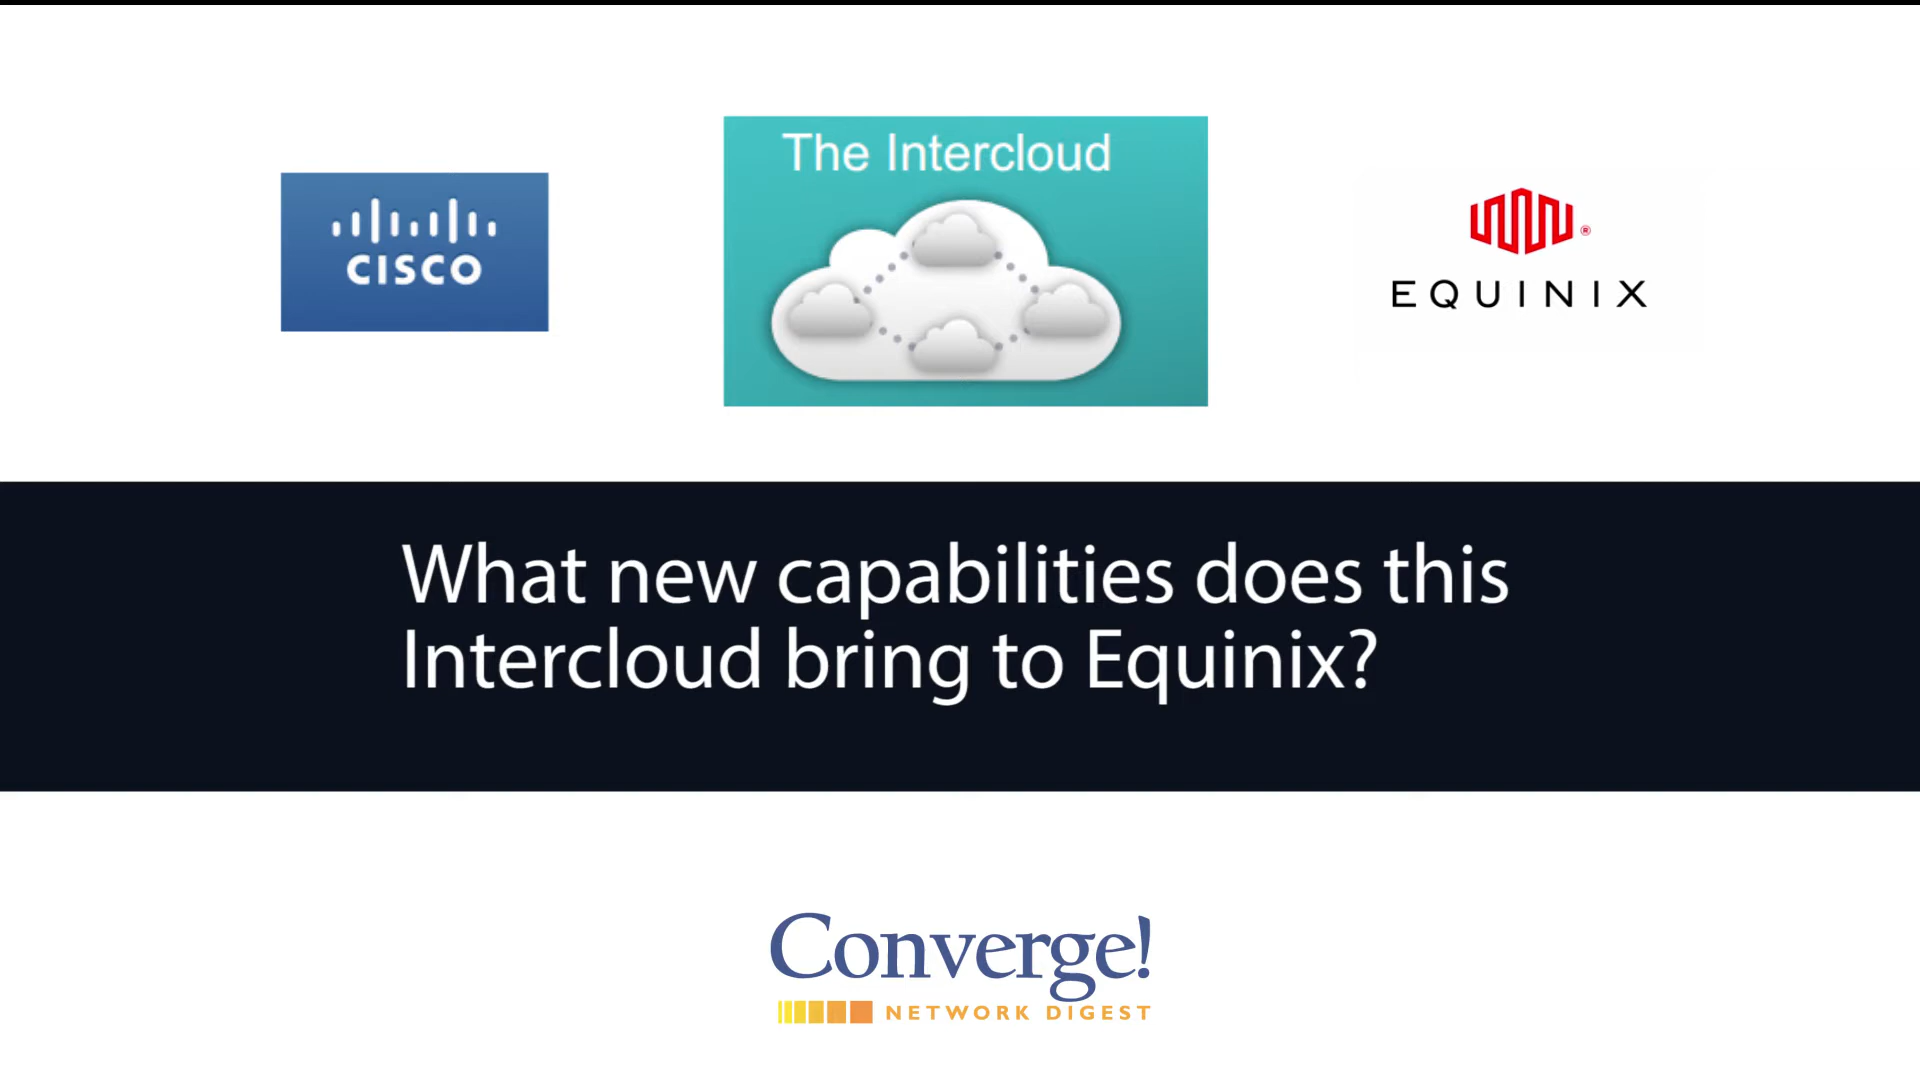 The Intercloud
CISCO
EQUINIX
What new capabilities does this
Intercloud bring to Equinix?
Converge!
NETWORK DIGEST